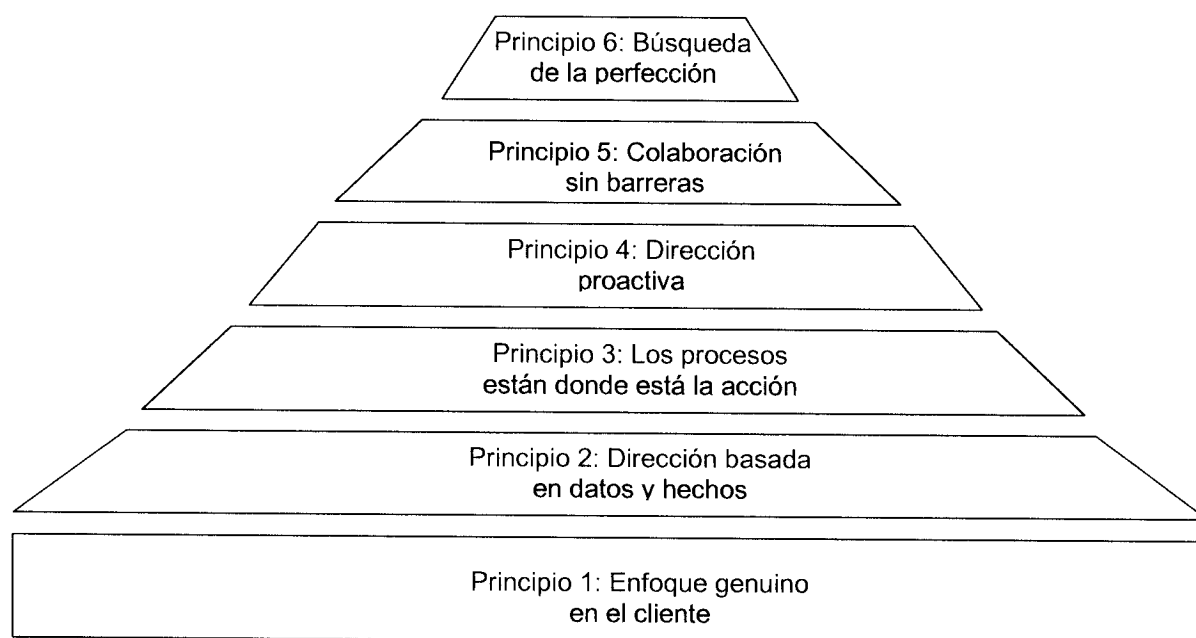 Principio 6: Búsqueda
de la perfección
Principio 5: Colaboración
sin barreras
Principio 4: Dirección
proactiva
Principio 3: Los procesos
están donde está la acción
Principio 2: Dirección basada
en datos y hechos
Principio 1: Enfoque genuino
en el cliente